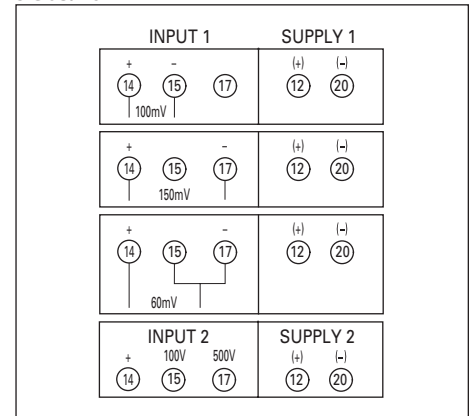 INPUT 1 SUPPLY 1
+ − (+) (−)
14 15 17 12 20
100mV
+ − (+) (−)
14 15 17 12 20
150mV
+ − (+) (−)
14 15 17 12 20
60mV
INPUT 2 SUPPLY 2
+ 100V 500V (+) (−)
14 15 17 12 20